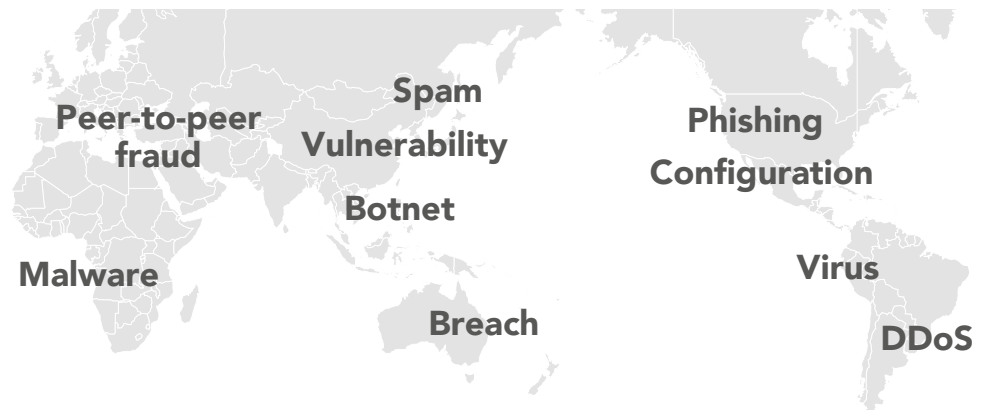 Spam
Peer-to-peer
fraud
Vulnerability
Botnet
Malware
Breach
Phishing
Configuration
Virus
DDoS